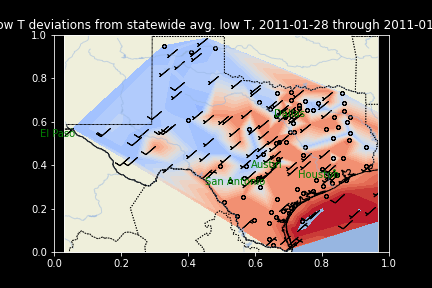 ow T deviations from statewide avg. low T, 2011-01-28 through 2011-01
1.0
0.8
0.6
0.4
0.2
0.0
El Paso
Dallas
Austin
San Antonio
Houston
0.0 0.2 0.4 0.6 0.8 1.0